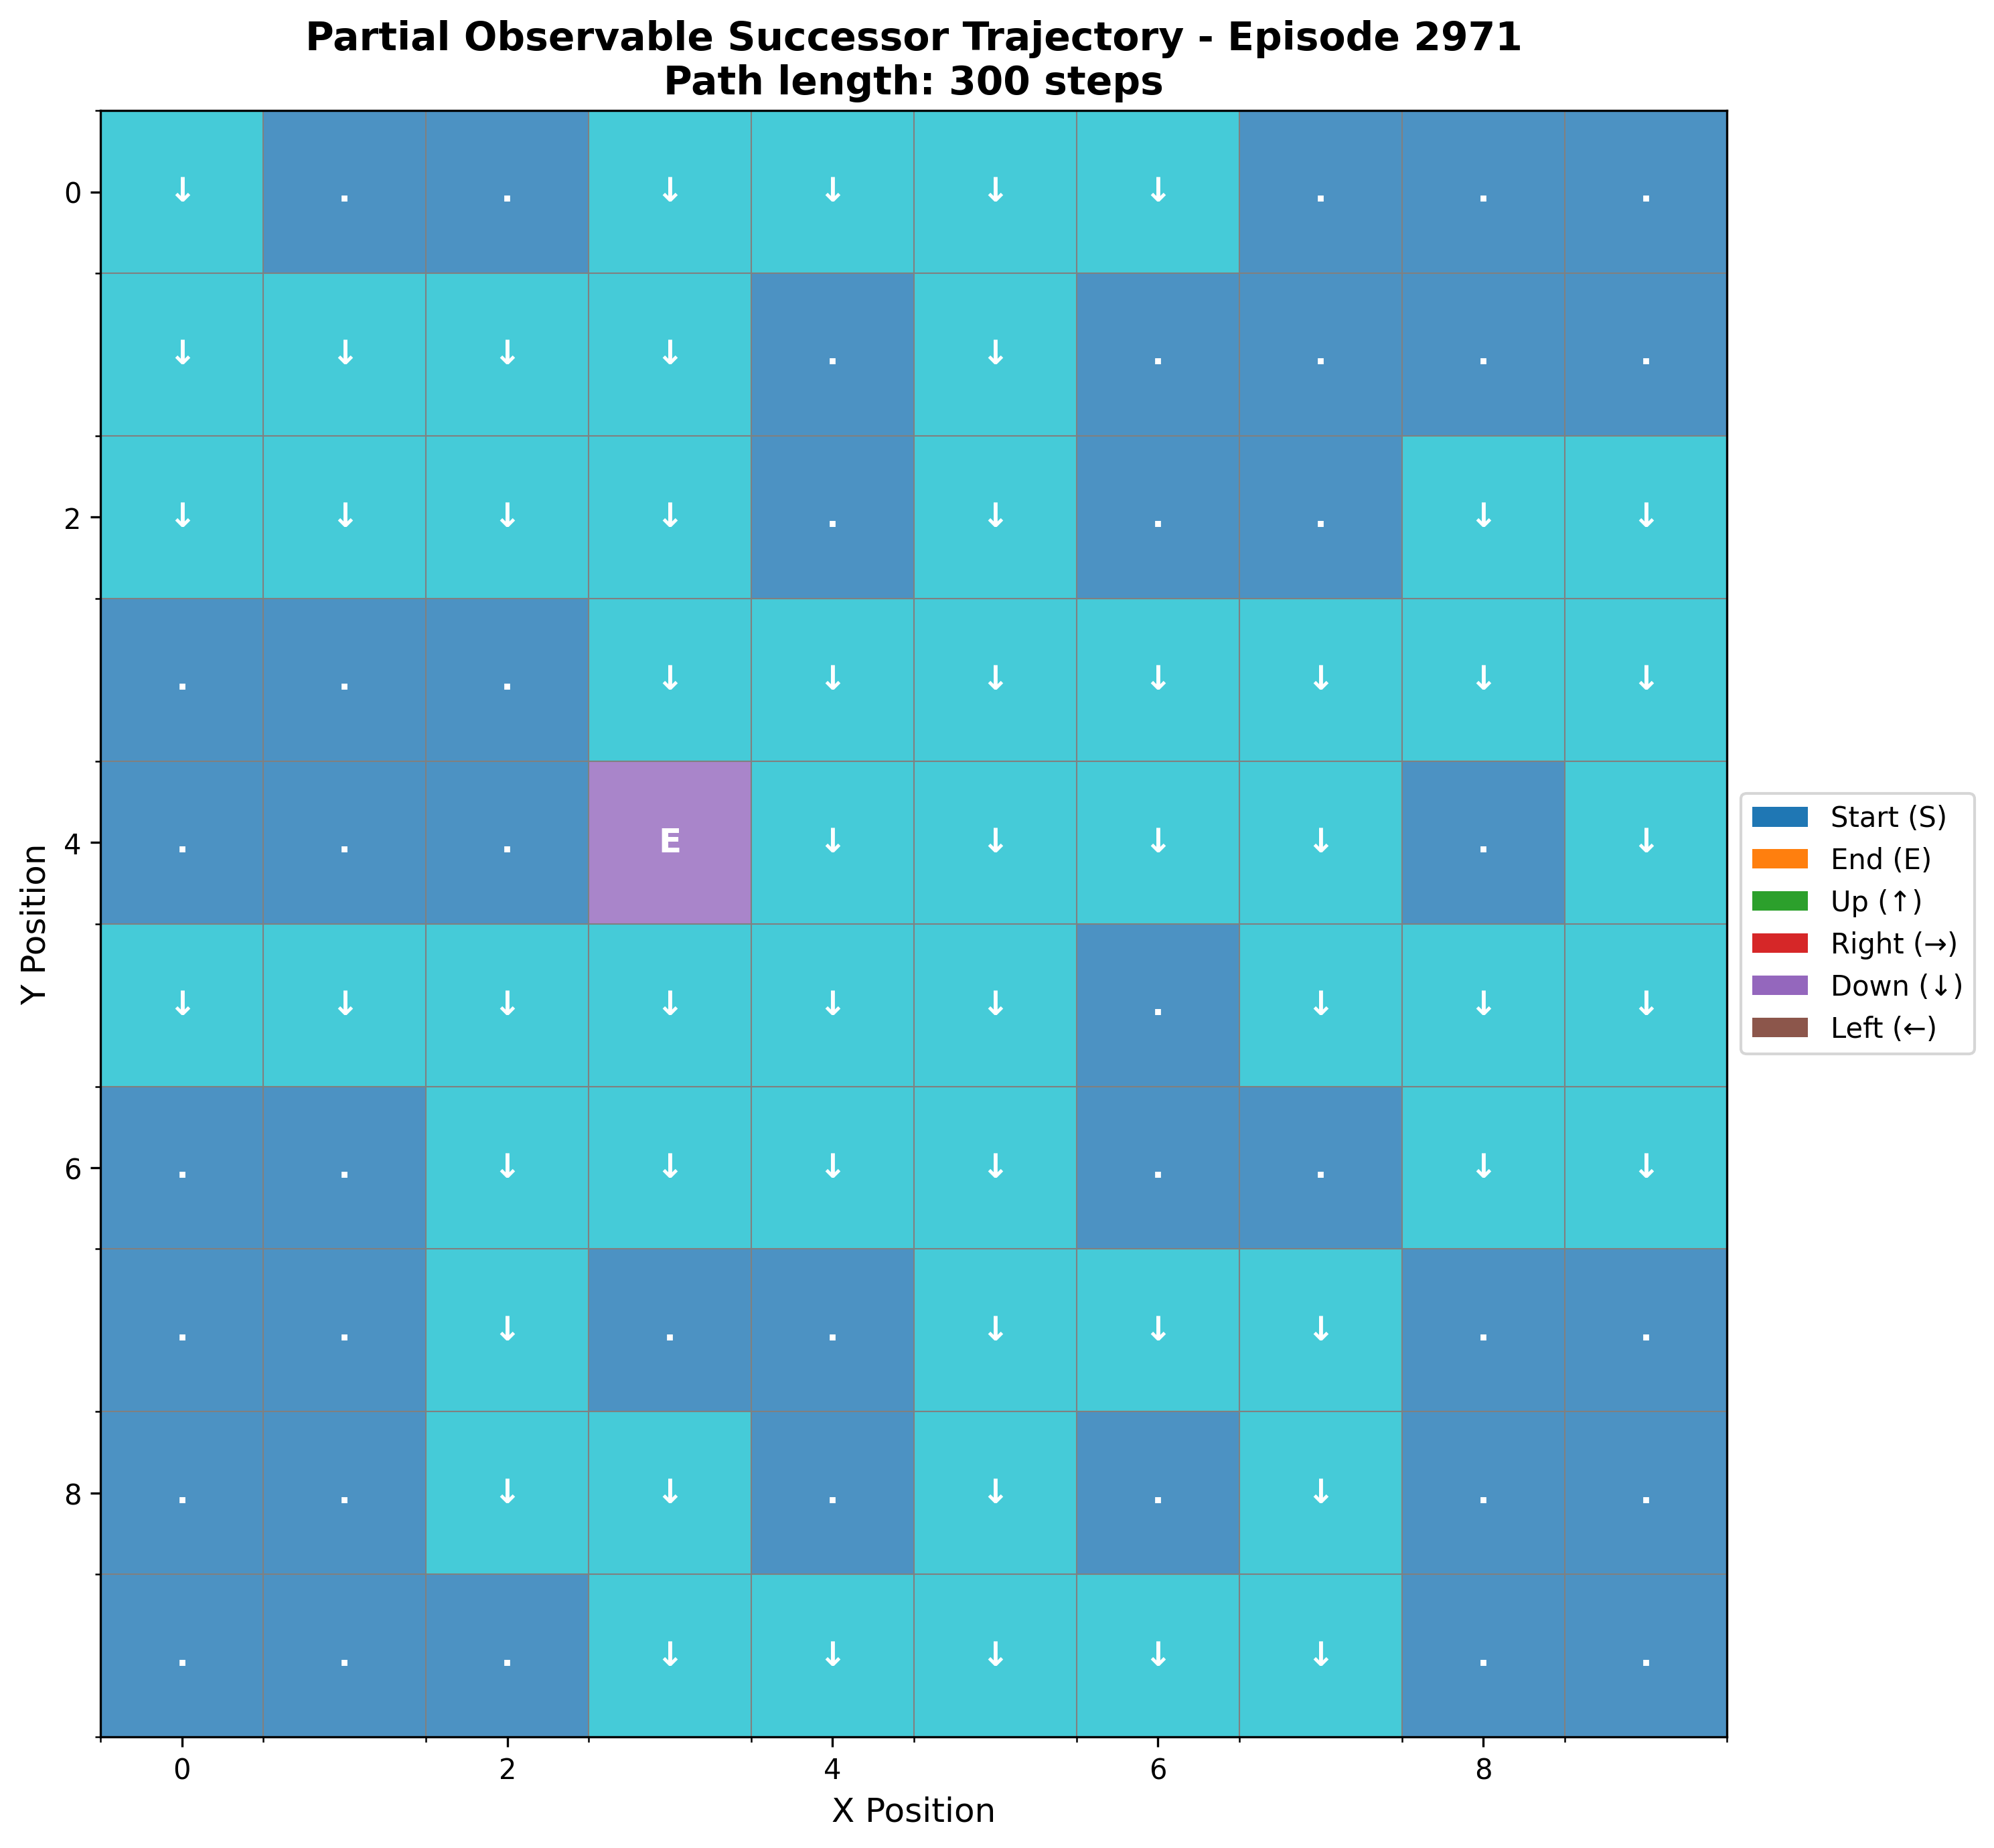 Partial Observable Successor Trajectory - Episode 2971
Path length: 300 steps
0 ↓ . . ↓ ↓ ↓ ↓ . . .
↓ ↓ ↓ ↓ . ↓ . . . .
2 ↓ ↓ ↓ ↓ . ↓ . . ↓ ↓
. . . ↓ ↓ ↓ ↓ ↓ ↓ ↓
4 . . . E ↓ ↓ ↓ ↓ . ↓
↓ ↓ ↓ ↓ ↓ ↓ . ↓ ↓ ↓
6 . . ↓ ↓ ↓ ↓ . . ↓ ↓
. . ↓ . . ↓ ↓ ↓ . .
8 . . ↓ ↓ . ↓ . ↓ . .
. . . ↓ ↓ ↓ ↓ ↓ . .
0 2 4 6 8
X Position
Y Position
Start (S)
End (E)
Up (↑)
Right (→)
Down (↓)
Left (←)